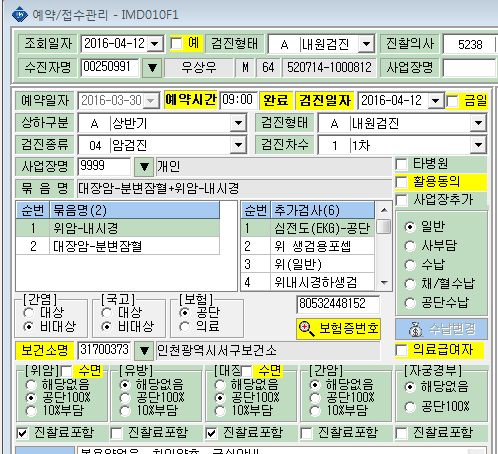 예약/접수관리 - IMD010F1
조회일자 2016-04-12 예 검진형태 A 내원검진 진찰의사 5238
수진자명 00250991 우상우 M 64 520714-1000812 사업장명
예약일자 2016-03-30 예약시간 09:00 완료 검진일자 2016-04-12 금일
상하구분 A 상반기 검진형태 A 내원검진
검진종류 04 암검진 검진차수 1 1차
사업장명 9999 개인 타병원
묶 음 명 대장암-분변잠혈+위암-내시경 활용동의
사업장추가
순번 묶음명(2) 순번 추가검사(6)
1 위암-내시경 1 심전도(EKG)-공단
2 대장암-분변잠혈 2 위 생검용포셉
3 위(일반)
4 위내시경하생검
일반
사부담
수납
채/혈수납
공단수납
[간염] [국고] [보험] 80532448152
대상 대상 공단
비대상 비대상 의료 보험증번호 수납변경
보건소명 31700373 인천광역시서구보건소 의료급여자
[위암] 수면 [유방] [대장] 수면 [간암] [자궁경부]
해당없음 해당없음 해당없음 해당없음 해당없음
공단100% 공단100% 공단100% 공단100% 공단100%
10%부담 10%부담 10%부담 10%부담
진찰료포함 진찰료포함 진찰료포함 진찰료포함 진찰료포함